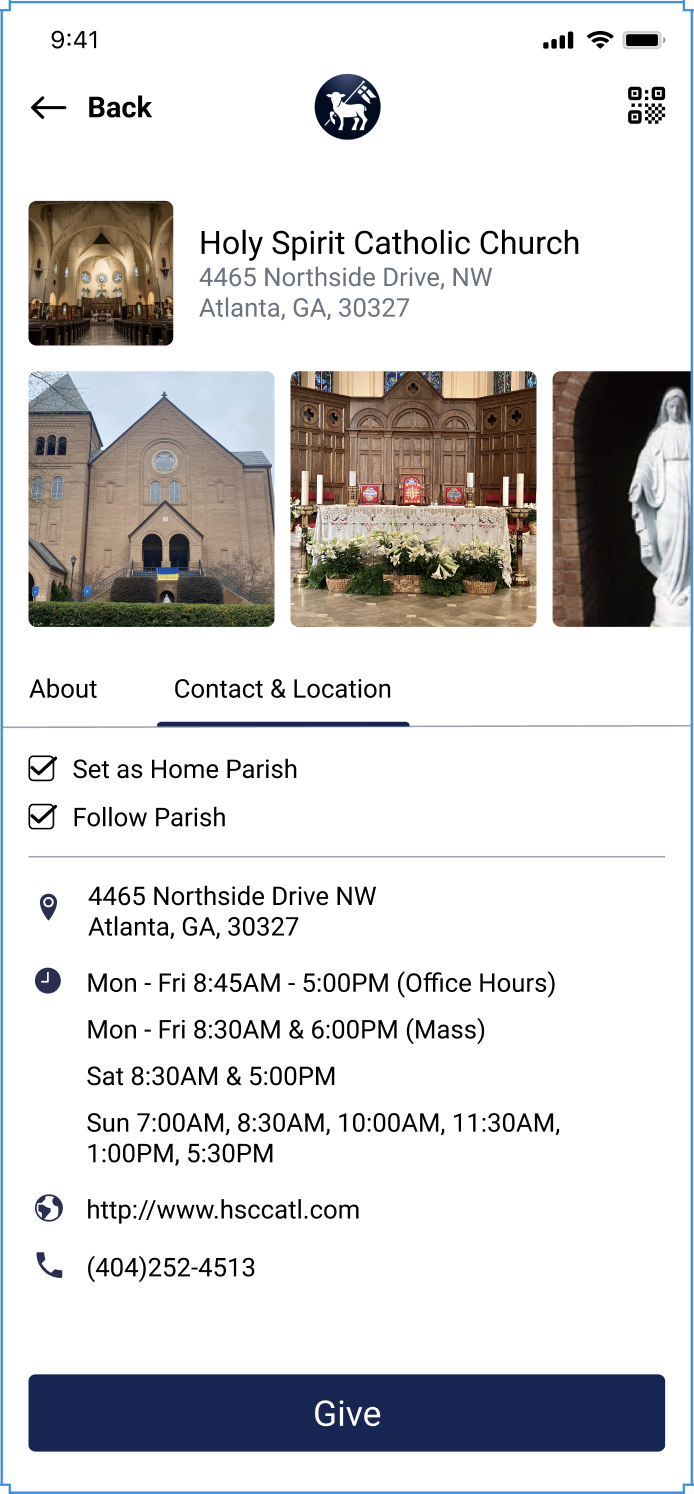 9:41
Back
Holy Spirit Catholic Church
4465 Northside Drive, NW
Atlanta, GA, 30327
About
Contact & Location
Set as Home Parish
Follow Parish
4465 Northside Drive NW
Atlanta, GA, 30327
Mon - Fri 8:45AM - 5:00PM (Office Hours)
Mon - Fri 8:30AM & 6:00PM (Mass)
Sat 8:30AM & 5:00PM
Sun 7:00AM, 8:30AM, 10:00AM, 11:30AM,
1:00PM, 5:30PM
http://www.hsccatl.com
(404)252-4513
Give